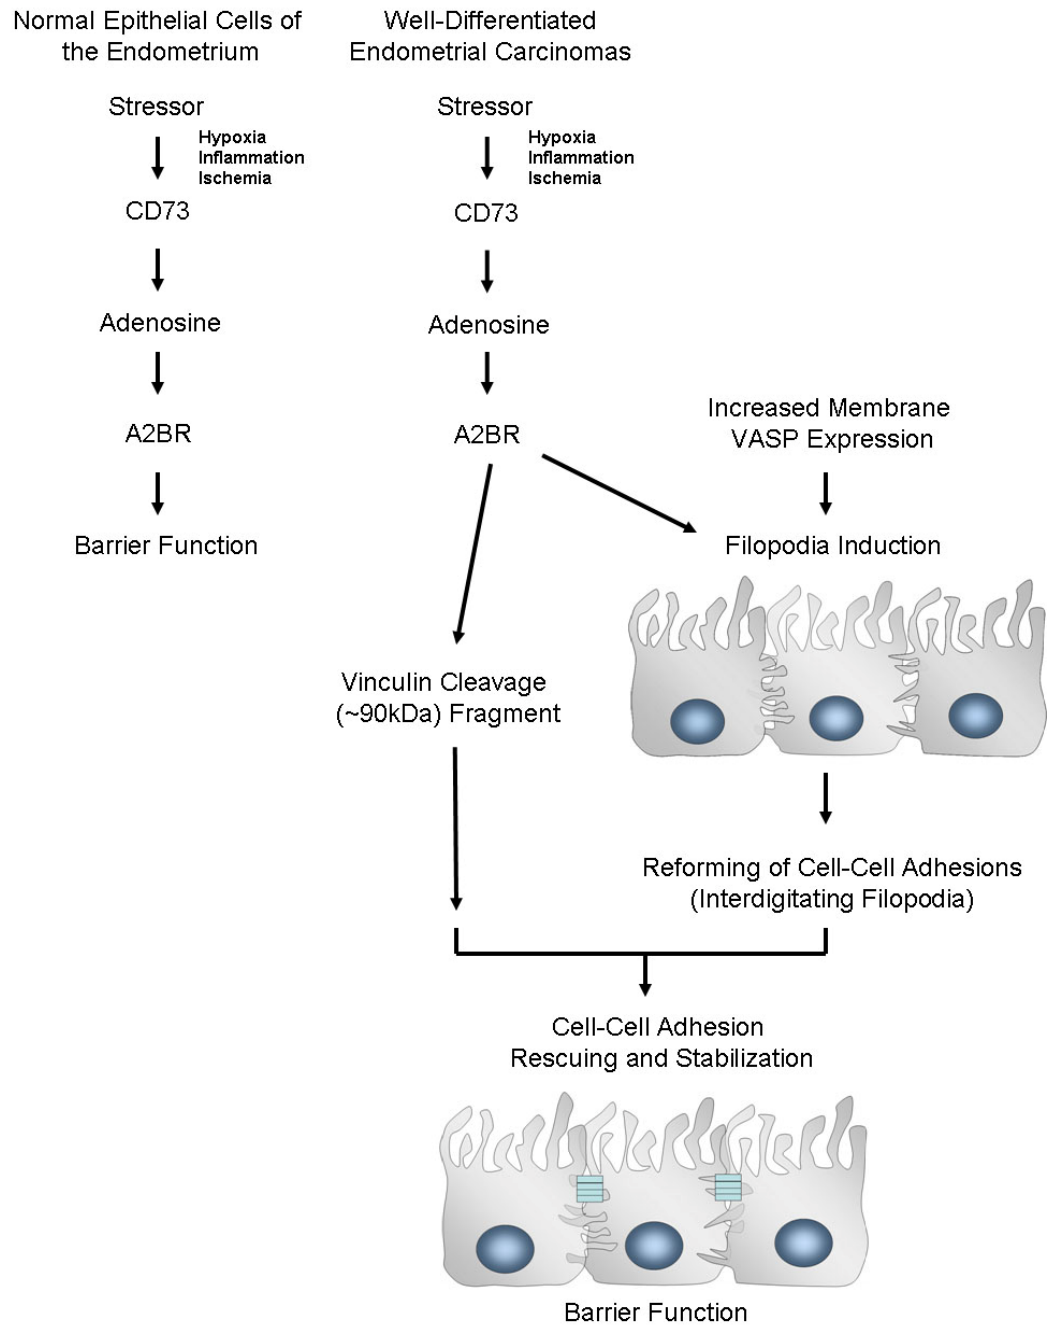 Normal Epithelial Cells of
the Endometrium
Stressor
Hypoxia
Inflammation
Ischemia
CD73
Adenosine
A2BR
Barrier Function
Well-Differentiated
Endometrial Carcinomas
Stressor
Hypoxia
Inflammation
Ischemia
CD73
Adenosine
A2BR
Increased Membrane
VASP Expression
Filopodia Induction
Vinculin Cleavage
(~90kDa) Fragment
Reforming of Cell-Cell Adhesions
(Interdigitating Filopodia)
Cell-Cell Adhesion
Rescuing and Stabilization
Barrier Function